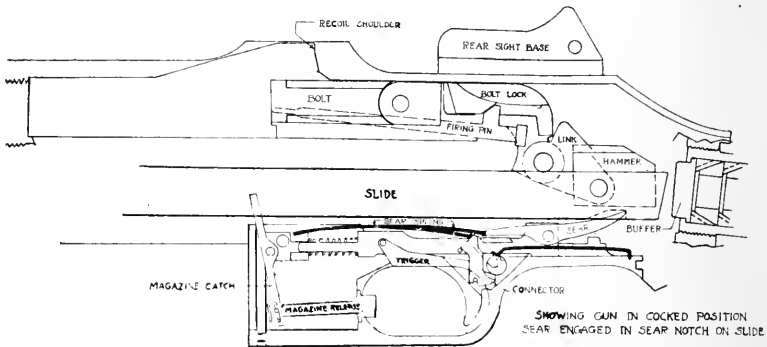 RECOIL SHOULDER
REAR SIGHT BASE
BOLT LOCK
BOLT
FIRING PIN
LINK
HAMMER
SLIDE
SEAR SPRING
SEAR
BUFFER
TRIGGER
MAGAZINE CATCH
CONNECTOR
MAGAZINE RELEASE
SHOWING GUN IN COCKED POSITION
SEAR ENGAGED IN SEAR NOTCH ON SLIDE